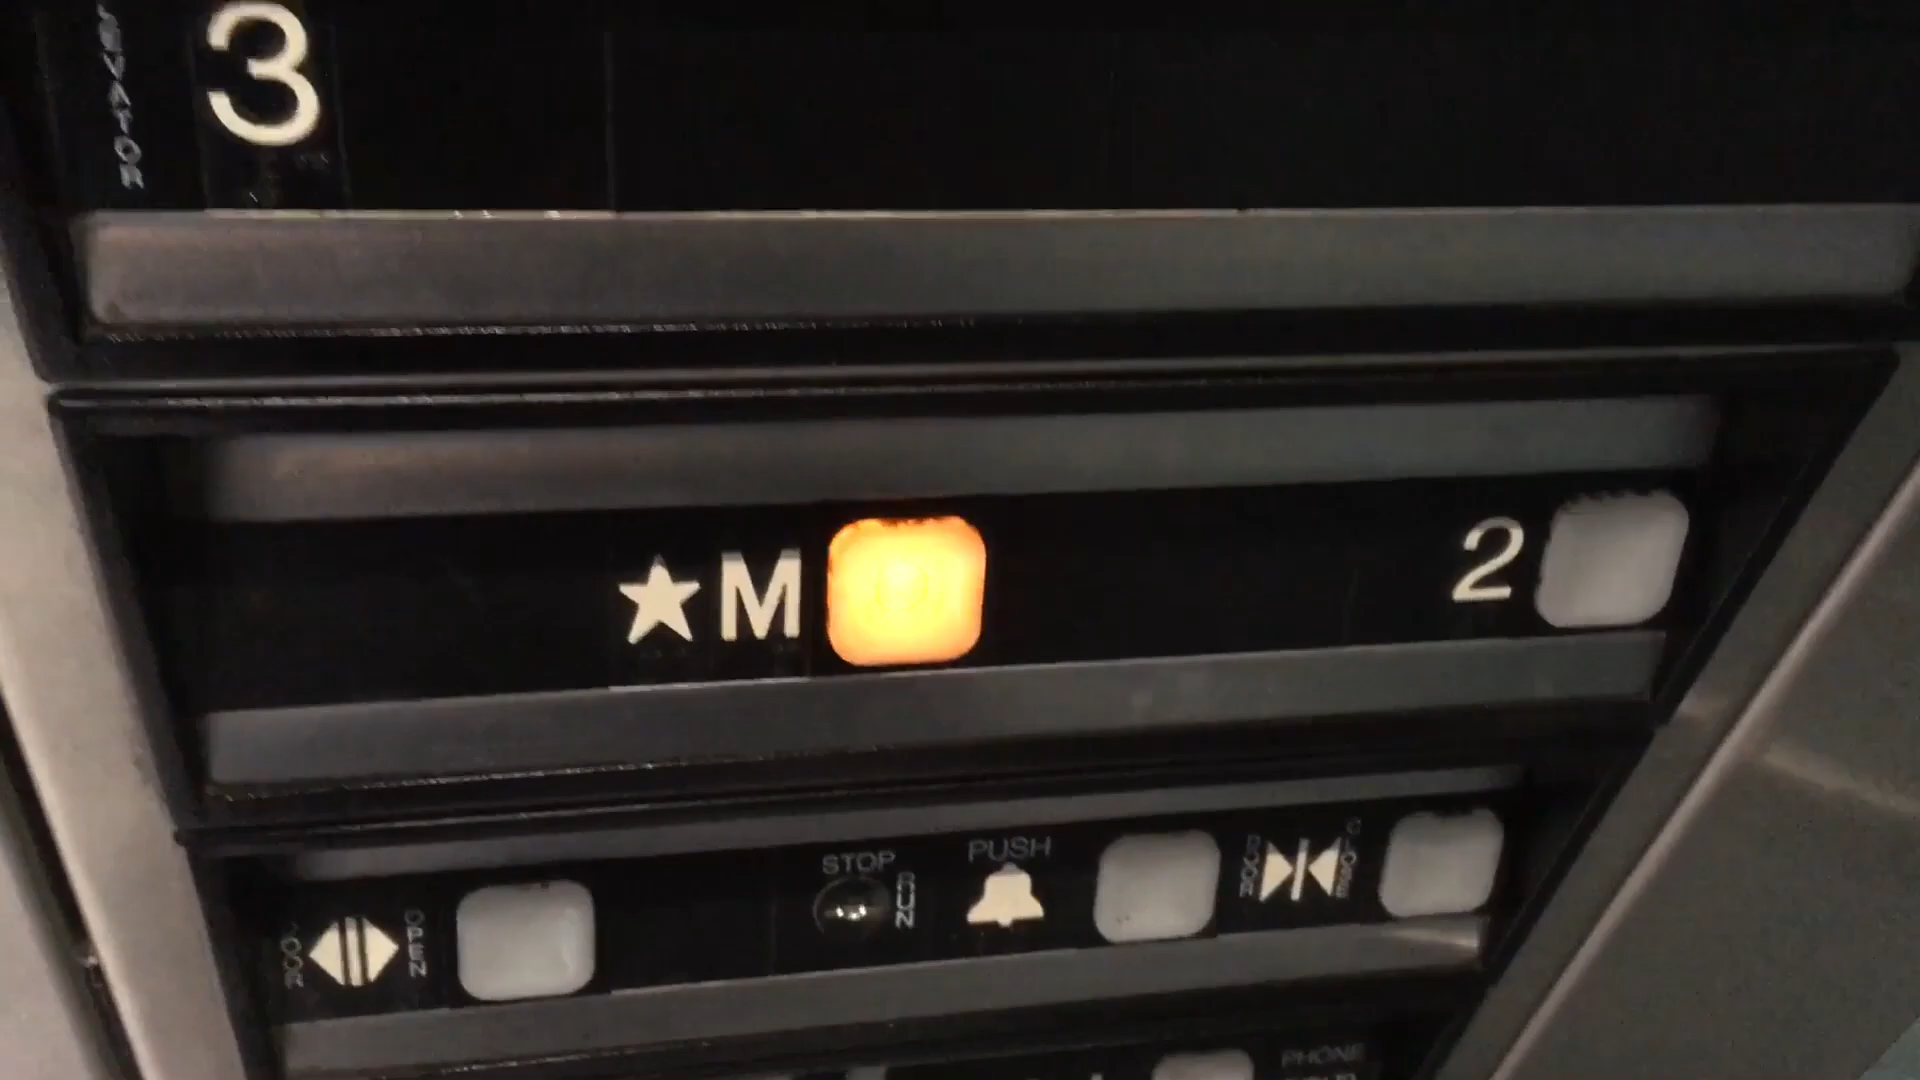 ELEVATOR
3
★M
2
DOOR OPEN
STOP
RUN
PUSH
DOOR CLOSE
PHONE